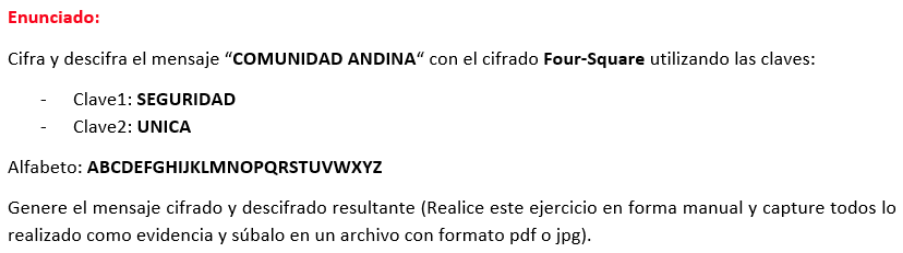 Enunciado:
Cifra y descifra el mensaje “COMUNIDAD ANDINA“ con el cifrado Four-Square utilizando las claves:
- Clave1: SEGURIDAD
- Clave2: UNICA
Alfabeto: ABCDEFGHIJKLMNOPQRSTUVWXYZ
Genere el mensaje cifrado y descifrado resultante (Realice este ejercicio en forma manual y capture todos lo
realizado como evidencia y súbalo en un archivo con formato pdf o jpg).